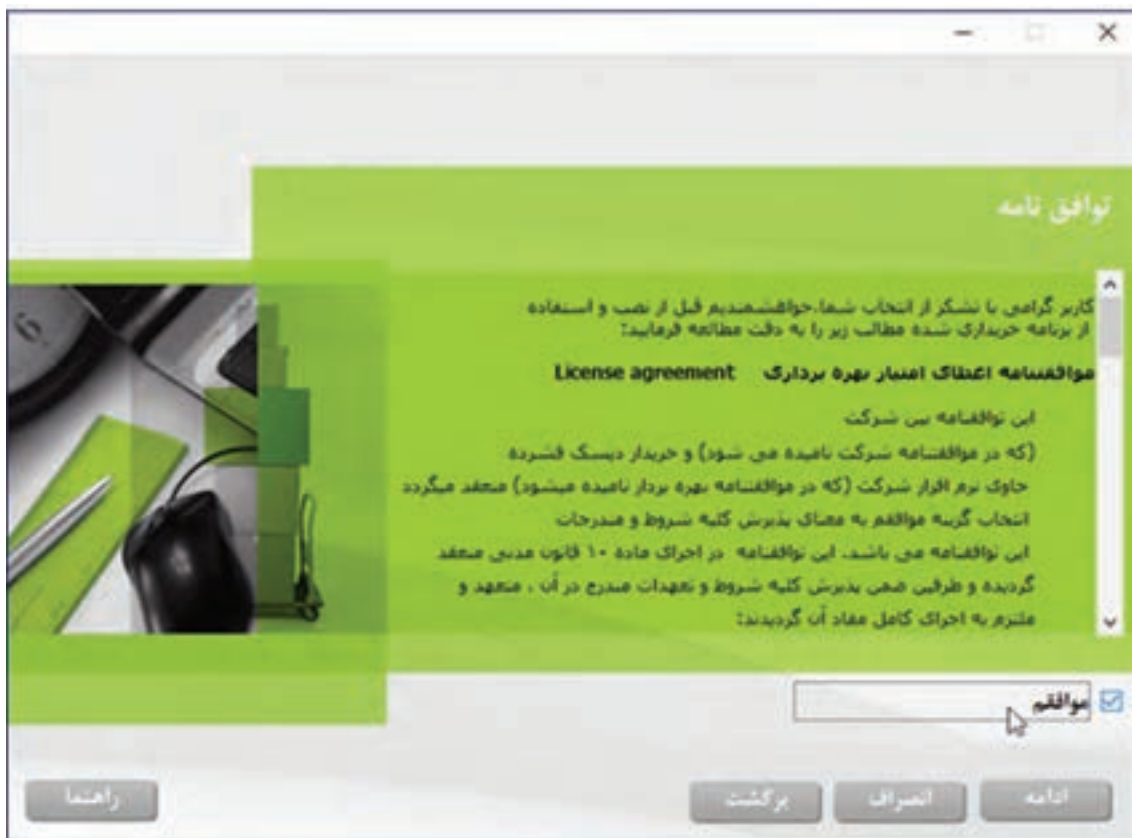 توافق نامه
کاربر گرامی با تشکر از انتخاب شما،خواهشمندیم قبل از نصب و استفاده
از برنامه خریداری شده مطالب زیر را به دقت مطالعه فرمایید:
موافقتنامه اعطای امتیاز بهره برداری License agreement
این توافقنامه بین شرکت
(که در موافقتنامه شرکت نامیده می شود) و خریدار دیسک فشرده
حاوی نرم افزار شرکت (که در موافقتنامه بهره بردار نامیده میشود) منعقد میگردد
انتخاب گزینه موافقم به معنای پذیرش کلیه شروط و مندرجات
این توافقنامه می باشد. این توافقنامه در اجرای ماده ۱۰ قانون مدنی منعقد
گردیده و طرفین ضمن پذیرش کلیه شروط و تعهدات مندرج در آن ، متعهد و
ملتزم به اجرای کامل مفاد آن گردیدند:
موافقم
ادامه
انصراف
برگشت
راهنما